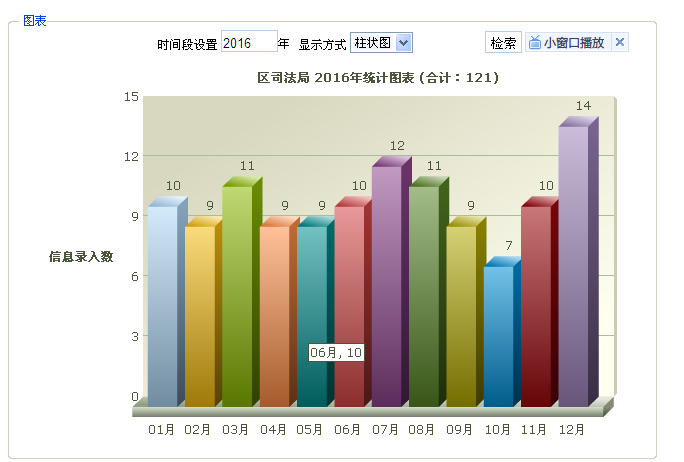 图表
时间段设置 2016 年 显示方式 柱状图 检索 小窗口播放
区司法局 2016年统计图表 (合计：121)
信息录入数
15
12
9
6
3
0
10 9 11 9 9 10 12 11 9 7 10 14
06月, 10
01月 02月 03月 04月 05月 06月 07月 08月 09月 10月 11月 12月